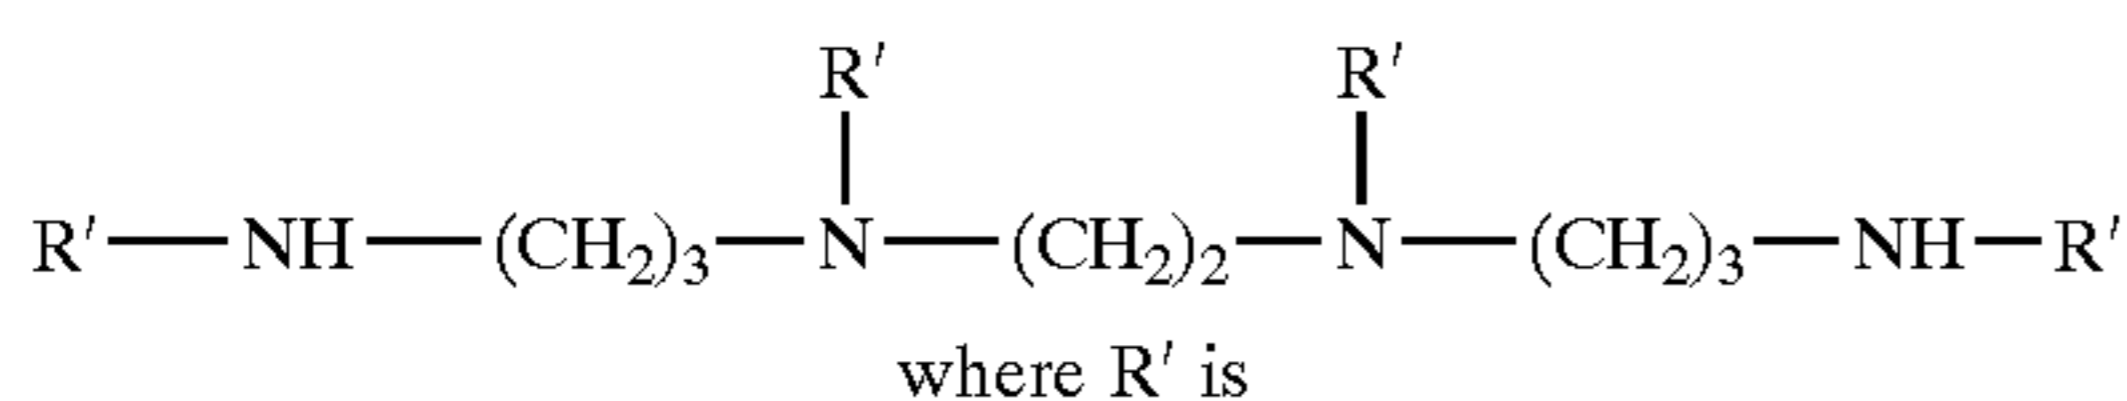 R′ R′
R′—NH—(CH₂)₃—N—(CH₂)₂—N—(CH₂)₃—NH—R′
where R′ is